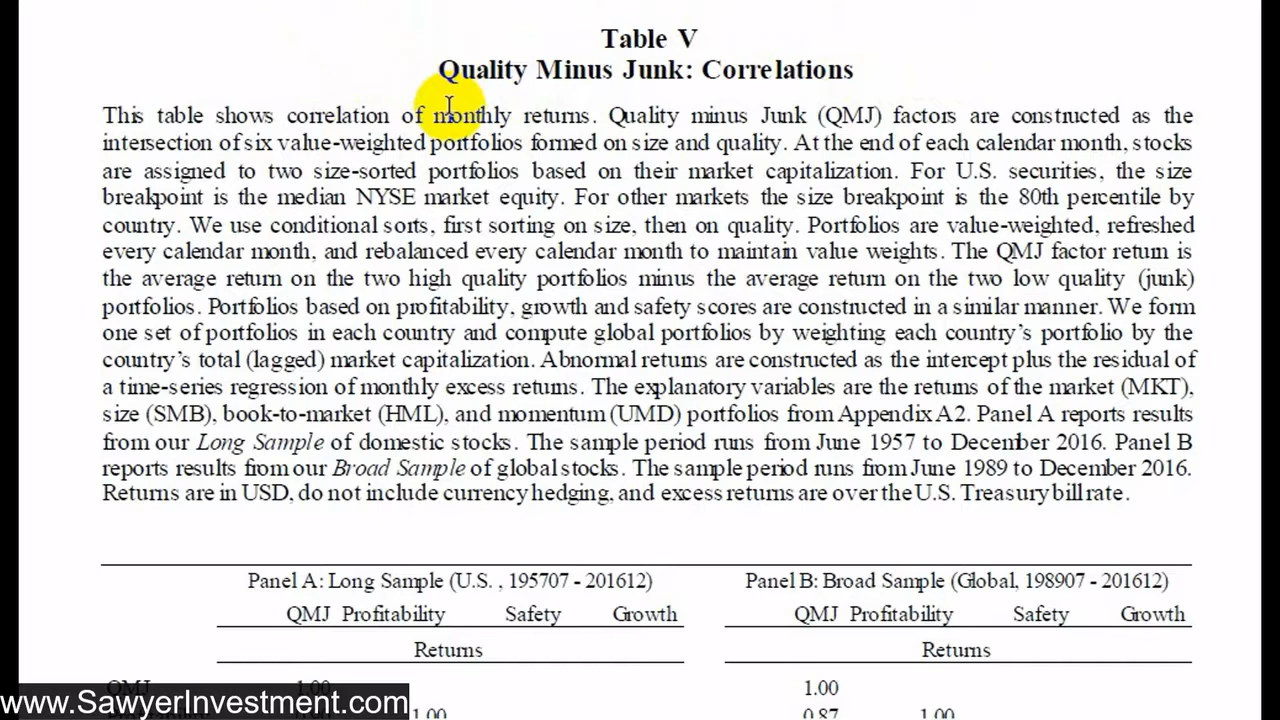 Table V
Quality Minus Junk: Correlations
This table shows correlation of monthly returns. Quality minus Junk (QMJ) factors are constructed as the
intersection of six value-weighted portfolios formed on size and quality. At the end of each calendar month, stocks
are assigned to two size-sorted portfolios based on their market capitalization. For U.S. securities, the size
breakpoint is the median NYSE market equity. For other markets the size breakpoint is the 80th percentile by
country. We use conditional sorts, first sorting on size, then on quality. Portfolios are value-weighted, refreshed
every calendar month, and rebalanced every calendar month to maintain value weights. The QMJ factor return is
the average return on the two high quality portfolios minus the average return on the two low quality (junk)
portfolios. Portfolios based on profitability, growth and safety scores are constructed in a similar manner. We form
one set of portfolios in each country and compute global portfolios by weighting each country's portfolio by the
country's total (lagged) market capitalization. Abnormal returns are constructed as the intercept plus the residual of
a time-series regression of monthly excess returns. The explanatory variables are the returns of the market (MKT),
size (SMB), book-to-market (HML), and momentum (UMD) portfolios from Appendix A2. Panel A reports results
from our Long Sample of domestic stocks. The sample period runs from June 1957 to December 2016. Panel B
reports results from our Broad Sample of global stocks. The sample period runs from June 1989 to December 2016.
Returns are in USD, do not include currency hedging, and excess returns are over the U.S. Treasury bill rate.
Panel A: Long Sample (U.S. , 195707 - 201612) Panel B: Broad Sample (Global, 198907 - 201612)
QMJ Profitability Safety Growth QMJ Profitability Safety Growth
Returns Returns
QMJ 1.00 1.00
1.00 0.87 1.00
www.SawyerInvestment.com